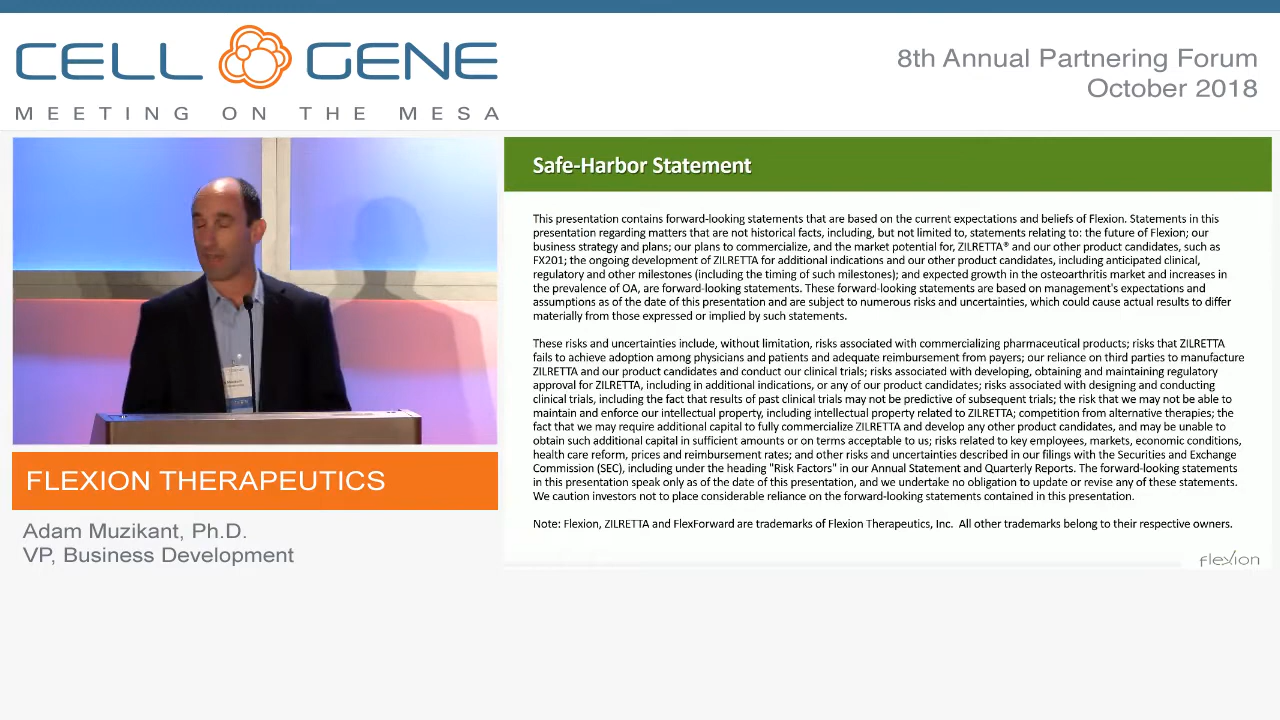 CELL GENE
MEETING ON THE MESA
8th Annual Partnering Forum
October 2018
FLEXION THERAPEUTICS
Adam Muzikant, Ph.D.
VP, Business Development
Safe-Harbor Statement
This presentation contains forward-looking statements that are based on the current expectations and beliefs of Flexion. Statements in this
presentation regarding matters that are not historical facts, including, but not limited to, statements relating to: the future of Flexion; our
business strategy and plans; our plans to commercialize, and the market potential for, ZILRETTA® and our other product candidates, such as
FX201; the ongoing development of ZILRETTA for additional indications and our other product candidates, including anticipated clinical,
regulatory and other milestones (including the timing of such milestones); and expected growth in the osteoarthritis market and increases in
the prevalence of OA, are forward-looking statements. These forward-looking statements are based on management's expectations and
assumptions as of the date of this presentation and are subject to numerous risks and uncertainties, which could cause actual results to differ
materially from those expressed or implied by such statements.
These risks and uncertainties include, without limitation, risks associated with commercializing pharmaceutical products; risks that ZILRETTA
fails to achieve adoption among physicians and patients and adequate reimbursement from payers; our reliance on third parties to manufacture
ZILRETTA and our product candidates and conduct our clinical trials; risks associated with developing, obtaining and maintaining regulatory
approval for ZILRETTA, including in additional indications, or any of our product candidates; risks associated with designing and conducting
clinical trials, including the fact that results of past clinical trials may not be predictive of subsequent trials; the risk that we may not be able to
maintain and enforce our intellectual property, including intellectual property related to ZILRETTA; competition from alternative therapies; the
fact that we may require additional capital to fully commercialize ZILRETTA and develop any other product candidates, and may be unable to
obtain such additional capital in sufficient amounts or on terms acceptable to us; risks related to key employees, markets, economic conditions,
health care reform, prices and reimbursement rates; and other risks and uncertainties described in our filings with the Securities and Exchange
Commission (SEC), including under the heading "Risk Factors" in our Annual Statement and Quarterly Reports. The forward-looking statements
in this presentation speak only as of the date of this presentation, and we undertake no obligation to update or revise any of these statements.
We caution investors not to place considerable reliance on the forward-looking statements contained in this presentation.
Note: Flexion, ZILRETTA and FlexForward are trademarks of Flexion Therapeutics, Inc. All other trademarks belong to their respective owners.
flexion